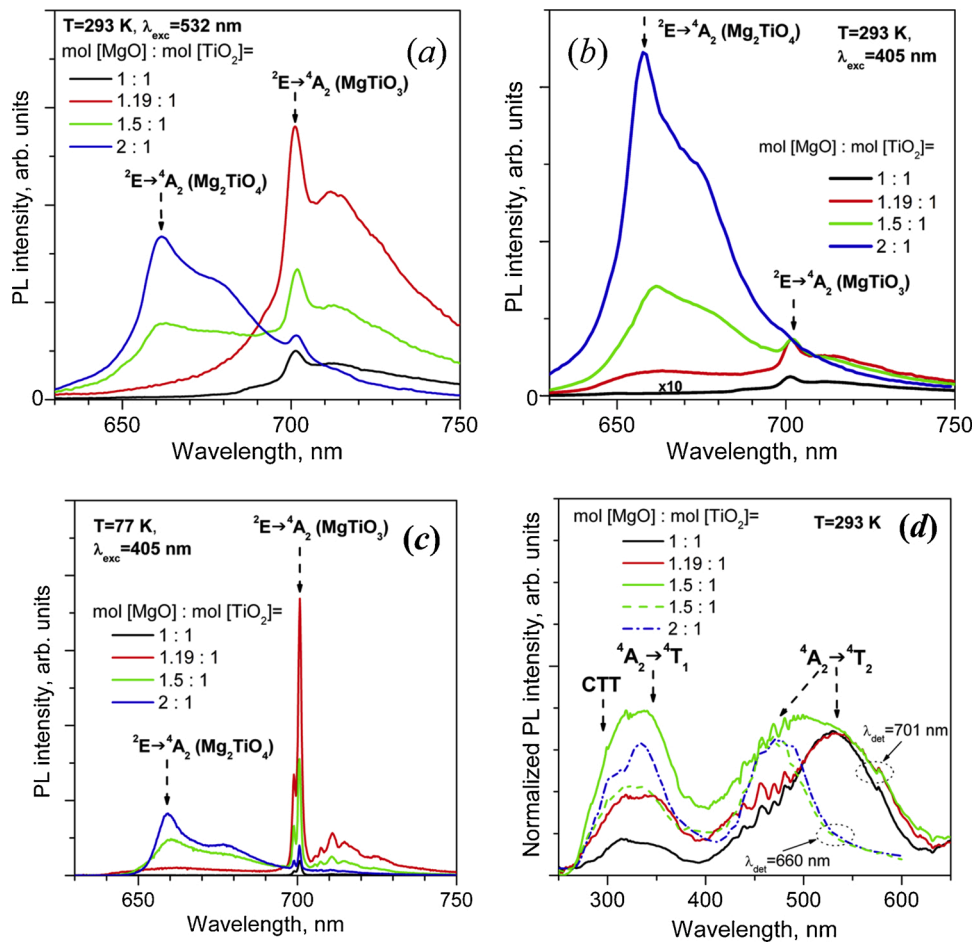 T=293 K, λexc=532 nm
(a)
mol [MgO] : mol [TiO2]=
1 : 1
1.19 : 1
1.5 : 1
2 : 1
2E→4A2 (MgTiO3)
2E→4A2 (Mg2TiO4)
PL intensity, arb. units
0
650
700
750
Wavelength, nm
(b)
2E→4A2 (Mg2TiO4)
T=293 K,
λexc=405 nm
mol [MgO] : mol [TiO2]=
1 : 1
1.19 : 1
1.5 : 1
2 : 1
2E→4A2 (MgTiO3)
x10
PL intensity, arb. units
0
650
700
750
Wavelength, nm
T=77 K,
λexc=405 nm
2E→4A2 (MgTiO3)
(c)
mol [MgO] : mol [TiO2]=
1 : 1
1.19 : 1
1.5 : 1
2 : 1
2E→4A2 (Mg2TiO4)
PL intensity, arb. units
0
650
700
750
Wavelength, nm
mol [MgO] : mol [TiO2]=
T=293 K
(d)
1 : 1
1.19 : 1
1.5 : 1
1.5 : 1
2 : 1
4A2→4T1
4A2→4T2
CTT
λdet=701 nm
λdet=660 nm
Normalized PL intensity, arb. units
300
400
500
600
Wavelength, nm